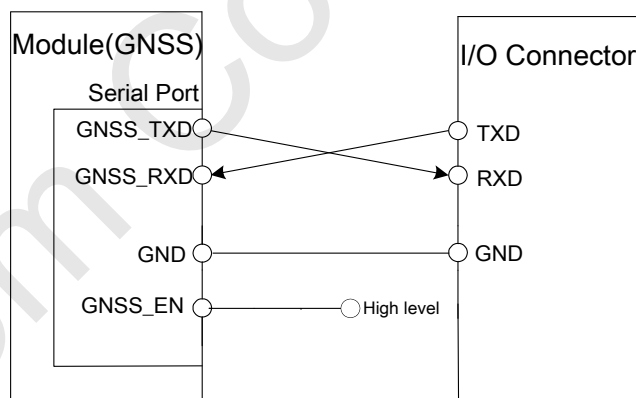 Module(GNSS)
I/O Connector
Serial Port
GNSS_TXD
TXD
GNSS_RXD
RXD
GND
GND
GNSS_EN
High level